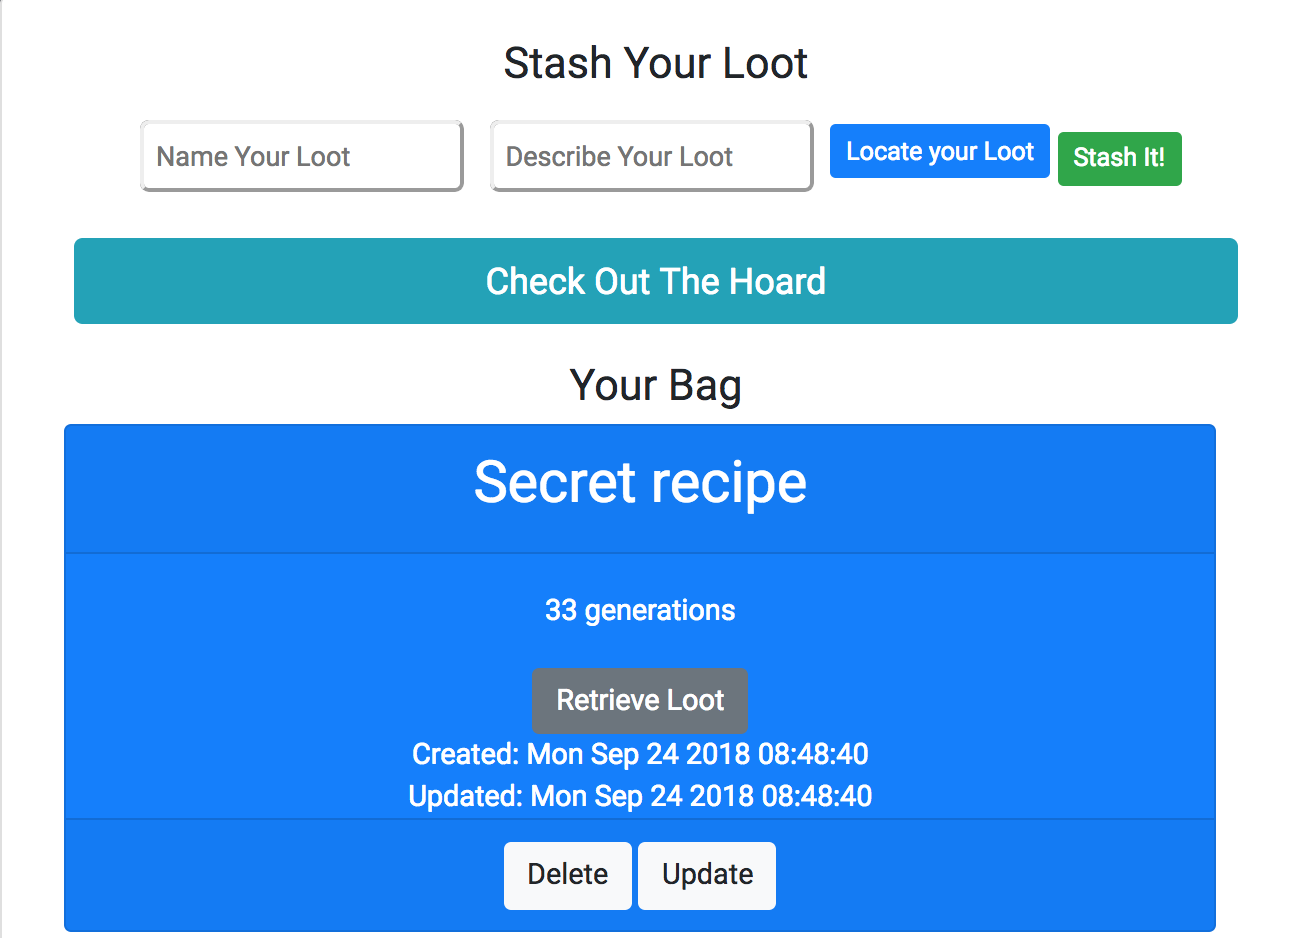 Stash Your Loot
Name Your Loot Describe Your Loot Locate your Loot Stash It!
Check Out The Hoard
Your Bag
Secret recipe
33 generations
Retrieve Loot
Created: Mon Sep 24 2018 08:48:40
Updated: Mon Sep 24 2018 08:48:40
Delete Update